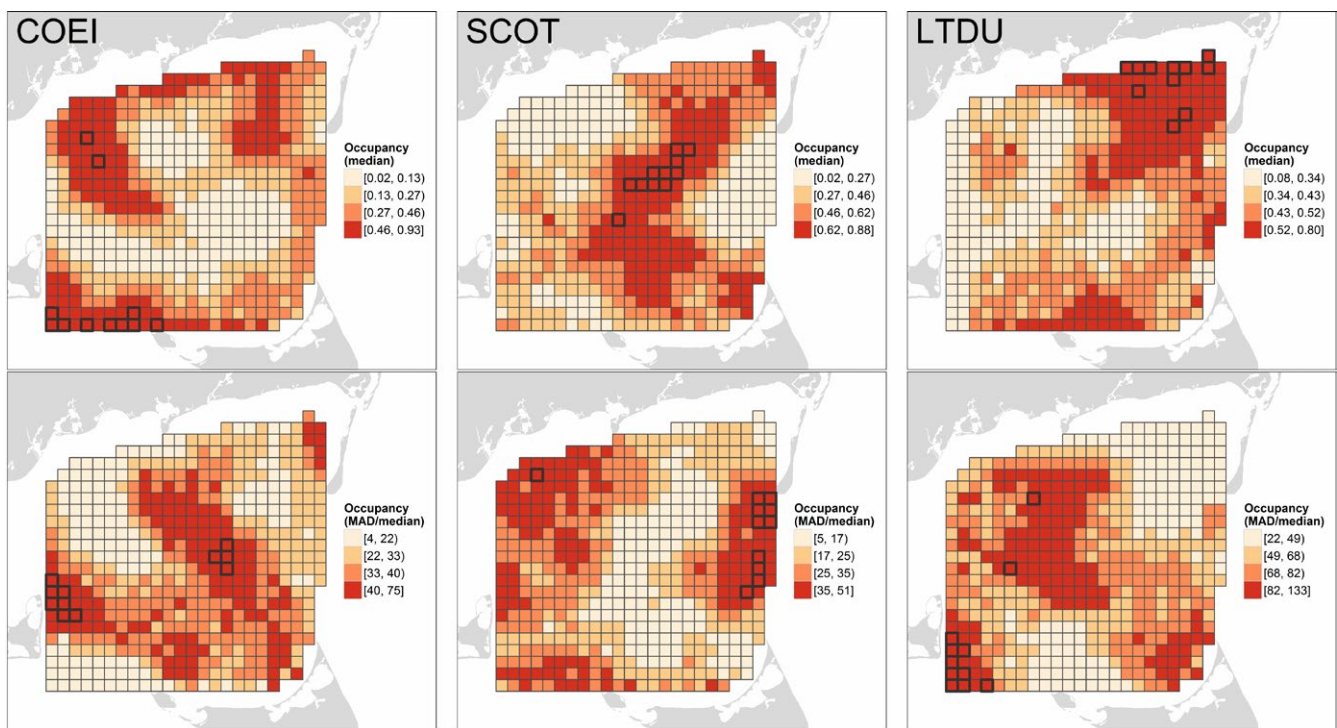 COEI
Occupancy
(median)
[0.02, 0.13)
[0.13, 0.27)
[0.27, 0.46)
[0.46, 0.93]
SCOT
Occupancy
(median)
[0.02, 0.27)
[0.27, 0.46)
[0.46, 0.62)
[0.62, 0.88]
LTDU
Occupancy
(median)
[0.08, 0.34)
[0.34, 0.43)
[0.43, 0.52)
[0.52, 0.80]
Occupancy
(MAD/median)
[4, 22)
[22, 33)
[33, 40)
[40, 75]
Occupancy
(MAD/median)
[5, 17)
[17, 25)
[25, 35)
[35, 51]
Occupancy
(MAD/median)
[22, 49)
[49, 68)
[68, 82)
[82, 133]